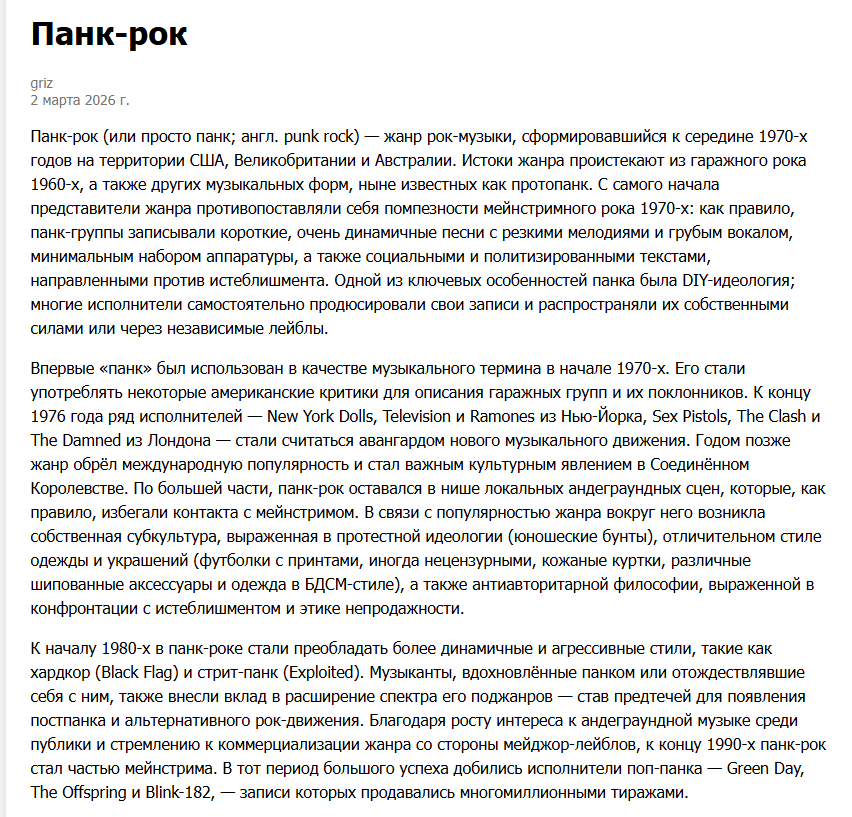 Панк-рок
griz
2 марта 2026 г.
Панк-рок (или просто панк; англ. punk rock) — жанр рок-музыки, сформировавшийся к середине 1970-х
годов на территории США, Великобритании и Австралии. Истоки жанра проистекают из гаражного рока
1960-х, а также других музыкальных форм, ныне известных как протопанк. С самого начала
представители жанра противопоставляли себя помпезности мейнстримного рока 1970-х: как правило,
панк-группы записывали короткие, очень динамичные песни с резкими мелодиями и грубым вокалом,
минимальным набором аппаратуры, а также социальными и политизированными текстами,
направленными против истеблишмента. Одной из ключевых особенностей панка была DIY-идеология;
многие исполнители самостоятельно продюсировали свои записи и распространяли их собственными
силами или через независимые лейблы.
Впервые «панк» был использован в качестве музыкального термина в начале 1970-х. Его стали
употреблять некоторые американские критики для описания гаражных групп и их поклонников. К концу
1976 года ряд исполнителей — New York Dolls, Television и Ramones из Нью-Йорка, Sex Pistols, The Clash и
The Damned из Лондона — стали считаться авангардом нового музыкального движения. Годом позже
жанр обрёл международную популярность и стал важным культурным явлением в Соединённом
Королевстве. По большей части, панк-рок оставался в нише локальных андеграундных сцен, которые, как
правило, избегали контакта с мейнстримом. В связи с популярностью жанра вокруг него возникла
собственная субкультура, выраженная в протестной идеологии (юношеские бунты), отличительном стиле
одежды и украшений (футболки с принтами, иногда нецензурными, кожаные куртки, различные
шипованные аксессуары и одежда в БДСМ-стиле), а также антиавторитарной философии, выраженной в
конфронтации с истеблишментом и этике непродажности.
К началу 1980-х в панк-роке стали преобладать более динамичные и агрессивные стили, такие как
хардкор (Black Flag) и стрит-панк (Exploited). Музыканты, вдохновлённые панком или отождествлявшие
себя с ним, также внесли вклад в расширение спектра его поджанров — став предтечей для появления
постпанка и альтернативного рок-движения. Благодаря росту интереса к андеграундной музыке среди
публики и стремлению к коммерциализации жанра со стороны мейджор-лейблов, к концу 1990-х панк-рок
стал частью мейнстрима. В тот период большого успеха добились исполнители поп-панка — Green Day,
The Offspring и Blink-182, — записи которых продавались многомиллионными тиражами.